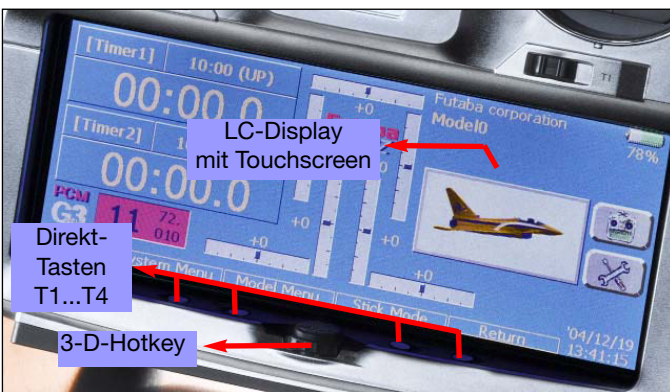 [Timer1]
10:00 (UP)
00:00.0
[Timer2]
00:00.0
PCM
G3
11
72.
010
+0
+0
+0
+0
+0
Futaba corporation
Model0
78%
T1
LC-Display
mit Touchscreen
Direkt-
Tasten
T1...T4
3-D-Hotkey
System Menu
Model Menu
Stick Mode
Return
'04/12/19
13:41:15